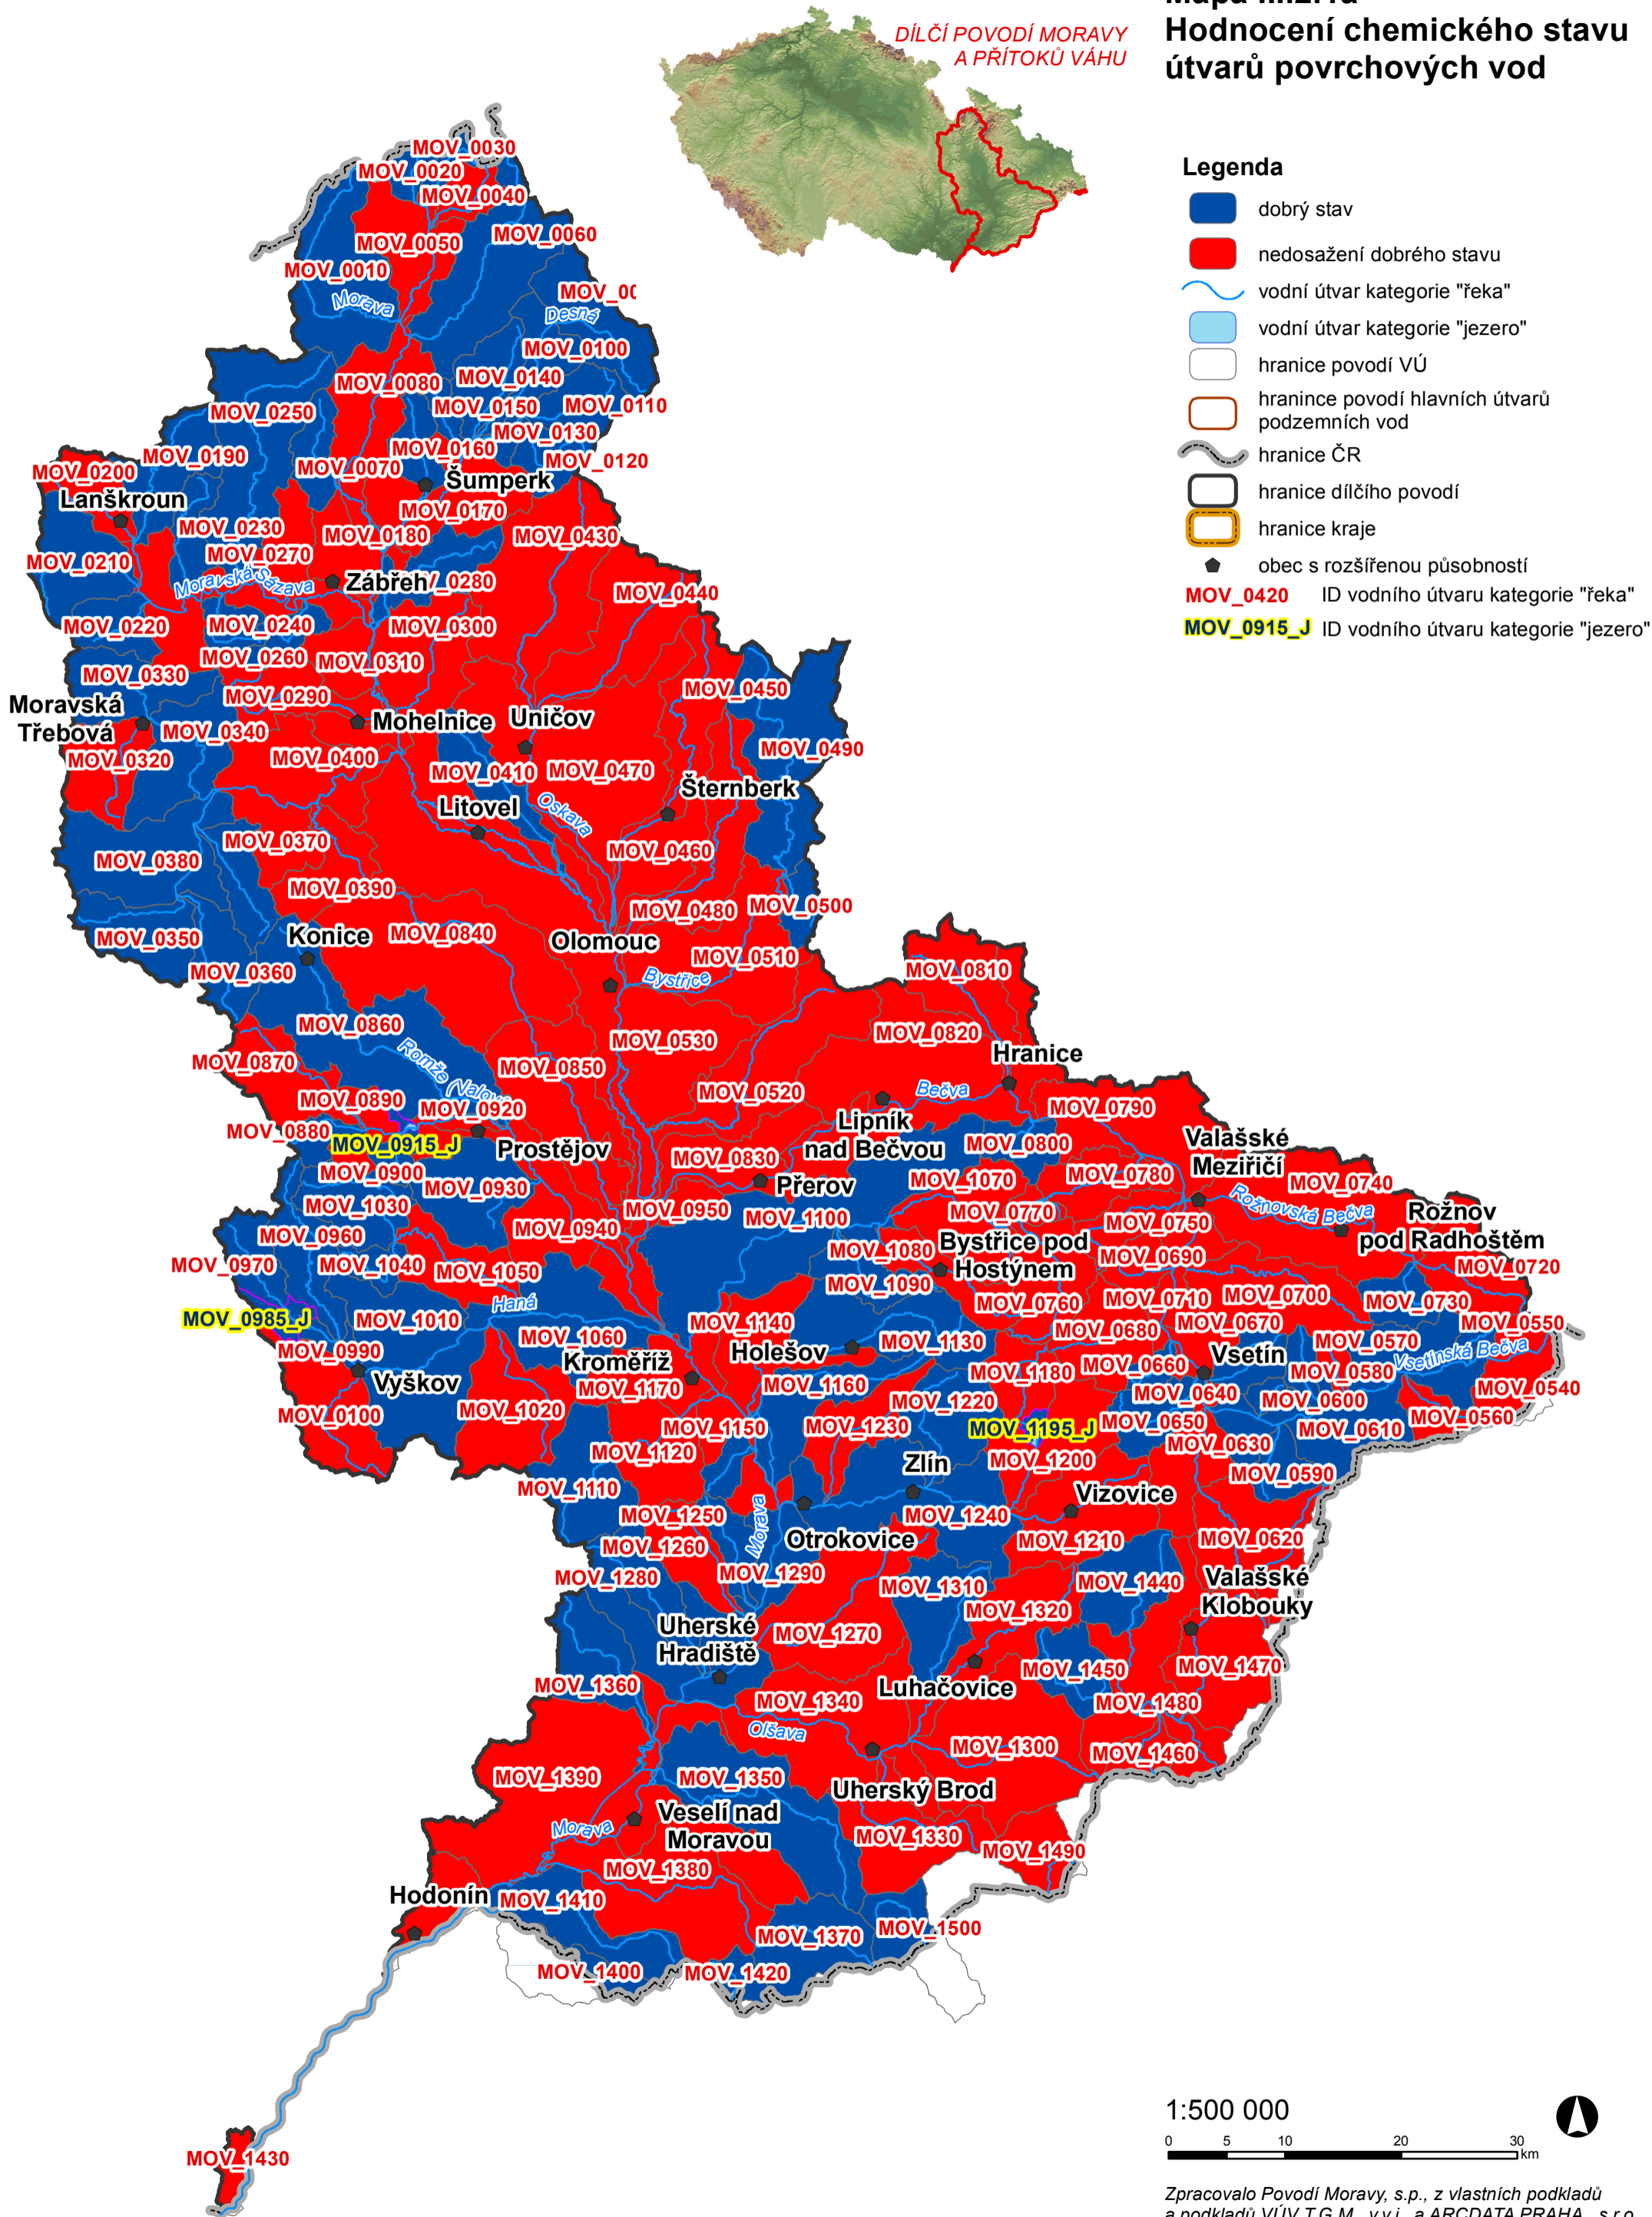 Hodnocení chemického stavu
útvarů povrchových vod
DÍLČÍ POVODÍ MORAVY
A PŘÍTOKŮ VÁHU
Legenda
dobrý stav
nedosažení dobrého stavu
vodní útvar kategorie "řeka"
vodní útvar kategorie "jezero"
hranice povodí VÚ
hranince povodí hlavních útvarů
podzemních vod
hranice ČR
hranice dílčího povodí
hranice kraje
obec s rozšířenou působností
MOV_0420 ID vodního útvaru kategorie "řeka"
MOV_0915_J ID vodního útvaru kategorie "jezero"
MOV_0030
MOV_0020
MOV_0040
MOV_0060
MOV_0050
MOV_0010
Morava
Desná
MOV_0100
MOV_0140
MOV_0080
MOV_0150
MOV_0110
MOV_0250
MOV_0130
MOV_0160
MOV_0190
MOV_0120
MOV_0070
MOV_0200
Šumperk
Lanškroun
MOV_0170
MOV_0230
MOV_0180
MOV_0430
MOV_0270
MOV_0210
Moravská Sázava
Zábřeh
MOV_0440
MOV_0220
MOV_0240
MOV_0300
MOV_0260
MOV_0310
MOV_0330
MOV_0450
MOV_0290
Moravská
Třebová
Mohelnice
Uničov
MOV_0340
MOV_0490
MOV_0320
MOV_0400
MOV_0410
MOV_0470
Šternberk
Litovel
Oskava
MOV_0370
MOV_0460
MOV_0380
MOV_0390
MOV_0480
MOV_0500
MOV_0350
Konice
MOV_0840
Olomouc
MOV_0510
MOV_0360
Bystřice
MOV_0810
MOV_0860
MOV_0820
MOV_0530
MOV_0870
Romže
MOV_0850
Hranice
MOV_0520
Bečva
MOV_0890
MOV_0920
MOV_0790
MOV_0880
MOV_0915_J
Prostějov
Lipník
nad Bečvou
MOV_0800
Valašské
Meziříčí
MOV_0900
MOV_0930
MOV_0830
Přerov
MOV_1070
MOV_0780
MOV_0740
MOV_1030
MOV_0950
MOV_1100
MOV_0770
MOV_0750
Rožnovská Bečva
Rožnov
pod Radhoštěm
MOV_0960
MOV_0940
MOV_1080
Bystřice pod
Hostýnem
MOV_0690
MOV_0970
MOV_1040
MOV_1050
MOV_1090
MOV_0720
MOV_0985_J
MOV_1010
Haná
MOV_0760
MOV_0710
MOV_0700
MOV_0730
MOV_0990
MOV_1060
MOV_1140
MOV_0680
MOV_0670
MOV_0550
Kroměříž
Holešov
MOV_1130
Vsetín
MOV_0570
Vsetínská Bečva
Vyškov
MOV_1170
MOV_1160
MOV_1180
MOV_0660
MOV_0580
MOV_0540
MOV_0100
MOV_1020
MOV_1220
MOV_0640
MOV_0600
MOV_0560
MOV_1150
MOV_1230
MOV_1195_J
MOV_0650
MOV_0610
MOV_1120
MOV_0630
Zlín
MOV_1200
MOV_0590
MOV_1110
Vizovice
MOV_1250
Morava
MOV_1240
MOV_1260
Otrokovice
MOV_1210
MOV_0620
MOV_1280
MOV_1290
MOV_1310
MOV_1440
Valašské
Klobouky
Uherské
Hradiště
MOV_1270
MOV_1320
MOV_1360
Luhačovice
MOV_1450
MOV_1470
MOV_1340
MOV_1480
Olšava
MOV_1300
MOV_1460
MOV_1390
MOV_1350
Uherský Brod
Veselí nad
Moravou
Morava
MOV_1330
MOV_1490
MOV_1380
Hodonín
MOV_1410
MOV_1370
MOV_1500
MOV_1400
MOV_1420
MOV_1430
1:500 000
0 5 10 20 30
km
Zpracovalo Povodí Moravy, s.p., z vlastních podkladů
a podkladů VÚV T.G.M., v.v.i., a ARCDATA PRAHA, s.r.o.